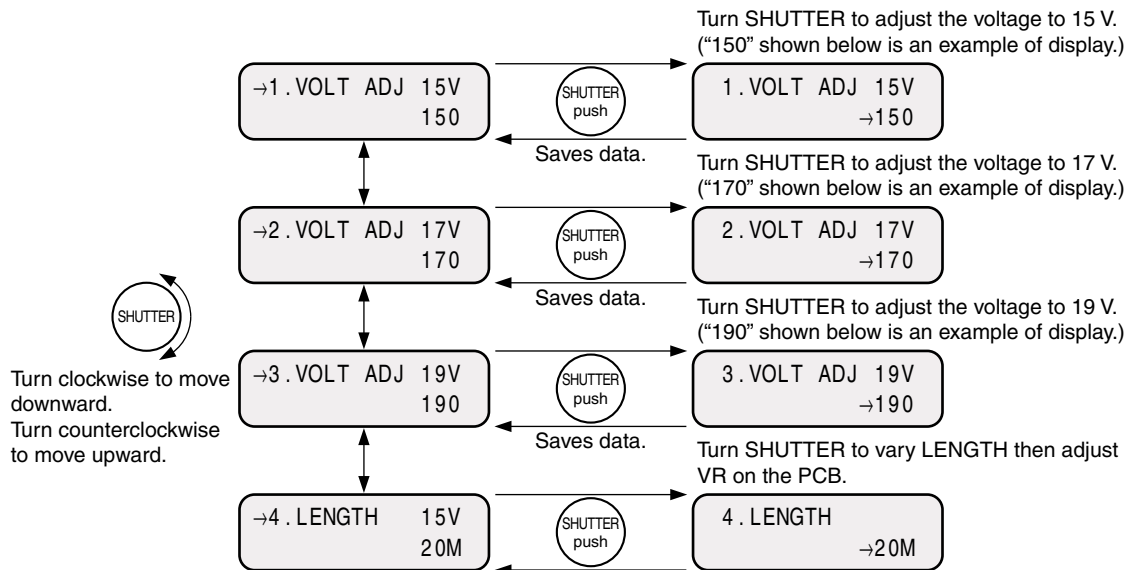 Turn SHUTTER to adjust the voltage to 15 V.
(“150” shown below is an example of display.)
→1.VOLT ADJ 15V
150
SHUTTER
push
Saves data.
1.VOLT ADJ 15V
→150
Turn SHUTTER to adjust the voltage to 17 V.
(“170” shown below is an example of display.)
→2.VOLT ADJ 17V
170
SHUTTER
push
Saves data.
2.VOLT ADJ 17V
→170
SHUTTER
Turn clockwise to move
downward.
Turn counterclockwise
to move upward.
Turn SHUTTER to adjust the voltage to 19 V.
(“190” shown below is an example of display.)
→3.VOLT ADJ 19V
190
SHUTTER
push
Saves data.
3.VOLT ADJ 19V
→190
Turn SHUTTER to vary LENGTH then adjust
VR on the PCB.
→4.LENGTH 15V
20M
SHUTTER
push
4.LENGTH
→20M